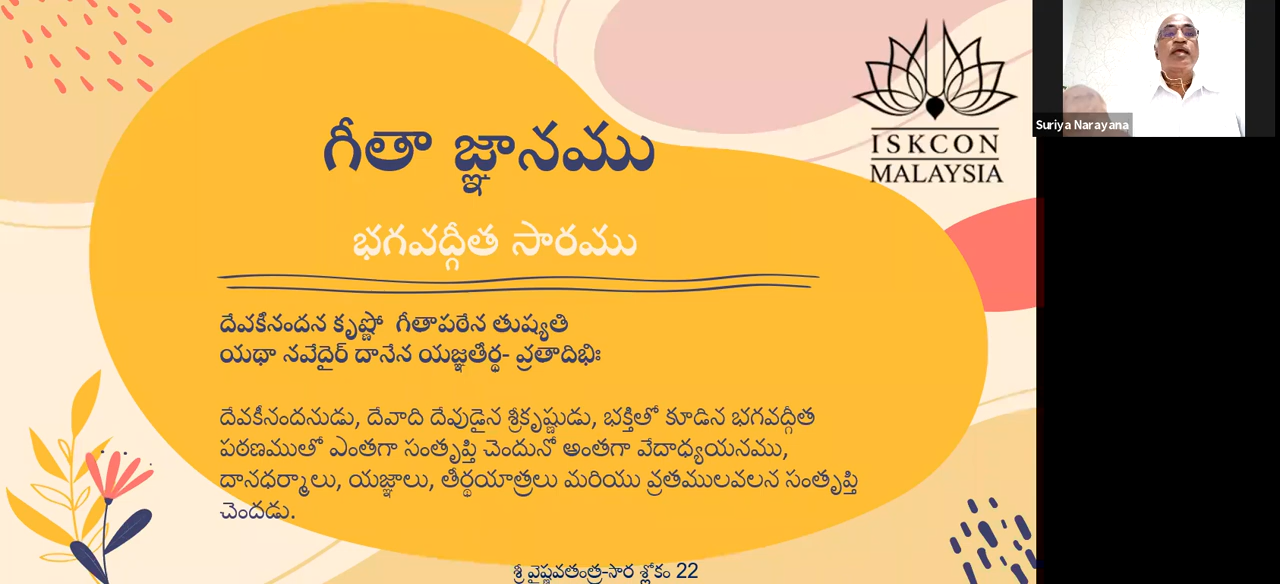 గీతా జ్ఞానము
భగవద్గీత సారము
దేవకీనందన కృష్ణో గీతాపఠేన తుష్యతి
యథా నవేదైర్ దానేన యజ్ఞతీర్థ- వ్రతాదిభిః
దేవకీనందనుడు, దేవాది దేవుడైన శ్రీకృష్ణుడు, భక్తితో కూడిన భగవద్గీత
పఠణముతో ఎంతగా సంతృప్తి చెందునో అంతగా వేదాధ్యయనము,
దానధర్మాలు, యజ్ఞాలు, తీర్థయాత్రలు మరియు వ్రతములవలన సంతృప్తి
చెందడు.
శ్రీ వైష్ణవతంత్ర-సార శ్లోకం 22
ISKCON
MALAYSIA
Suriya Narayana